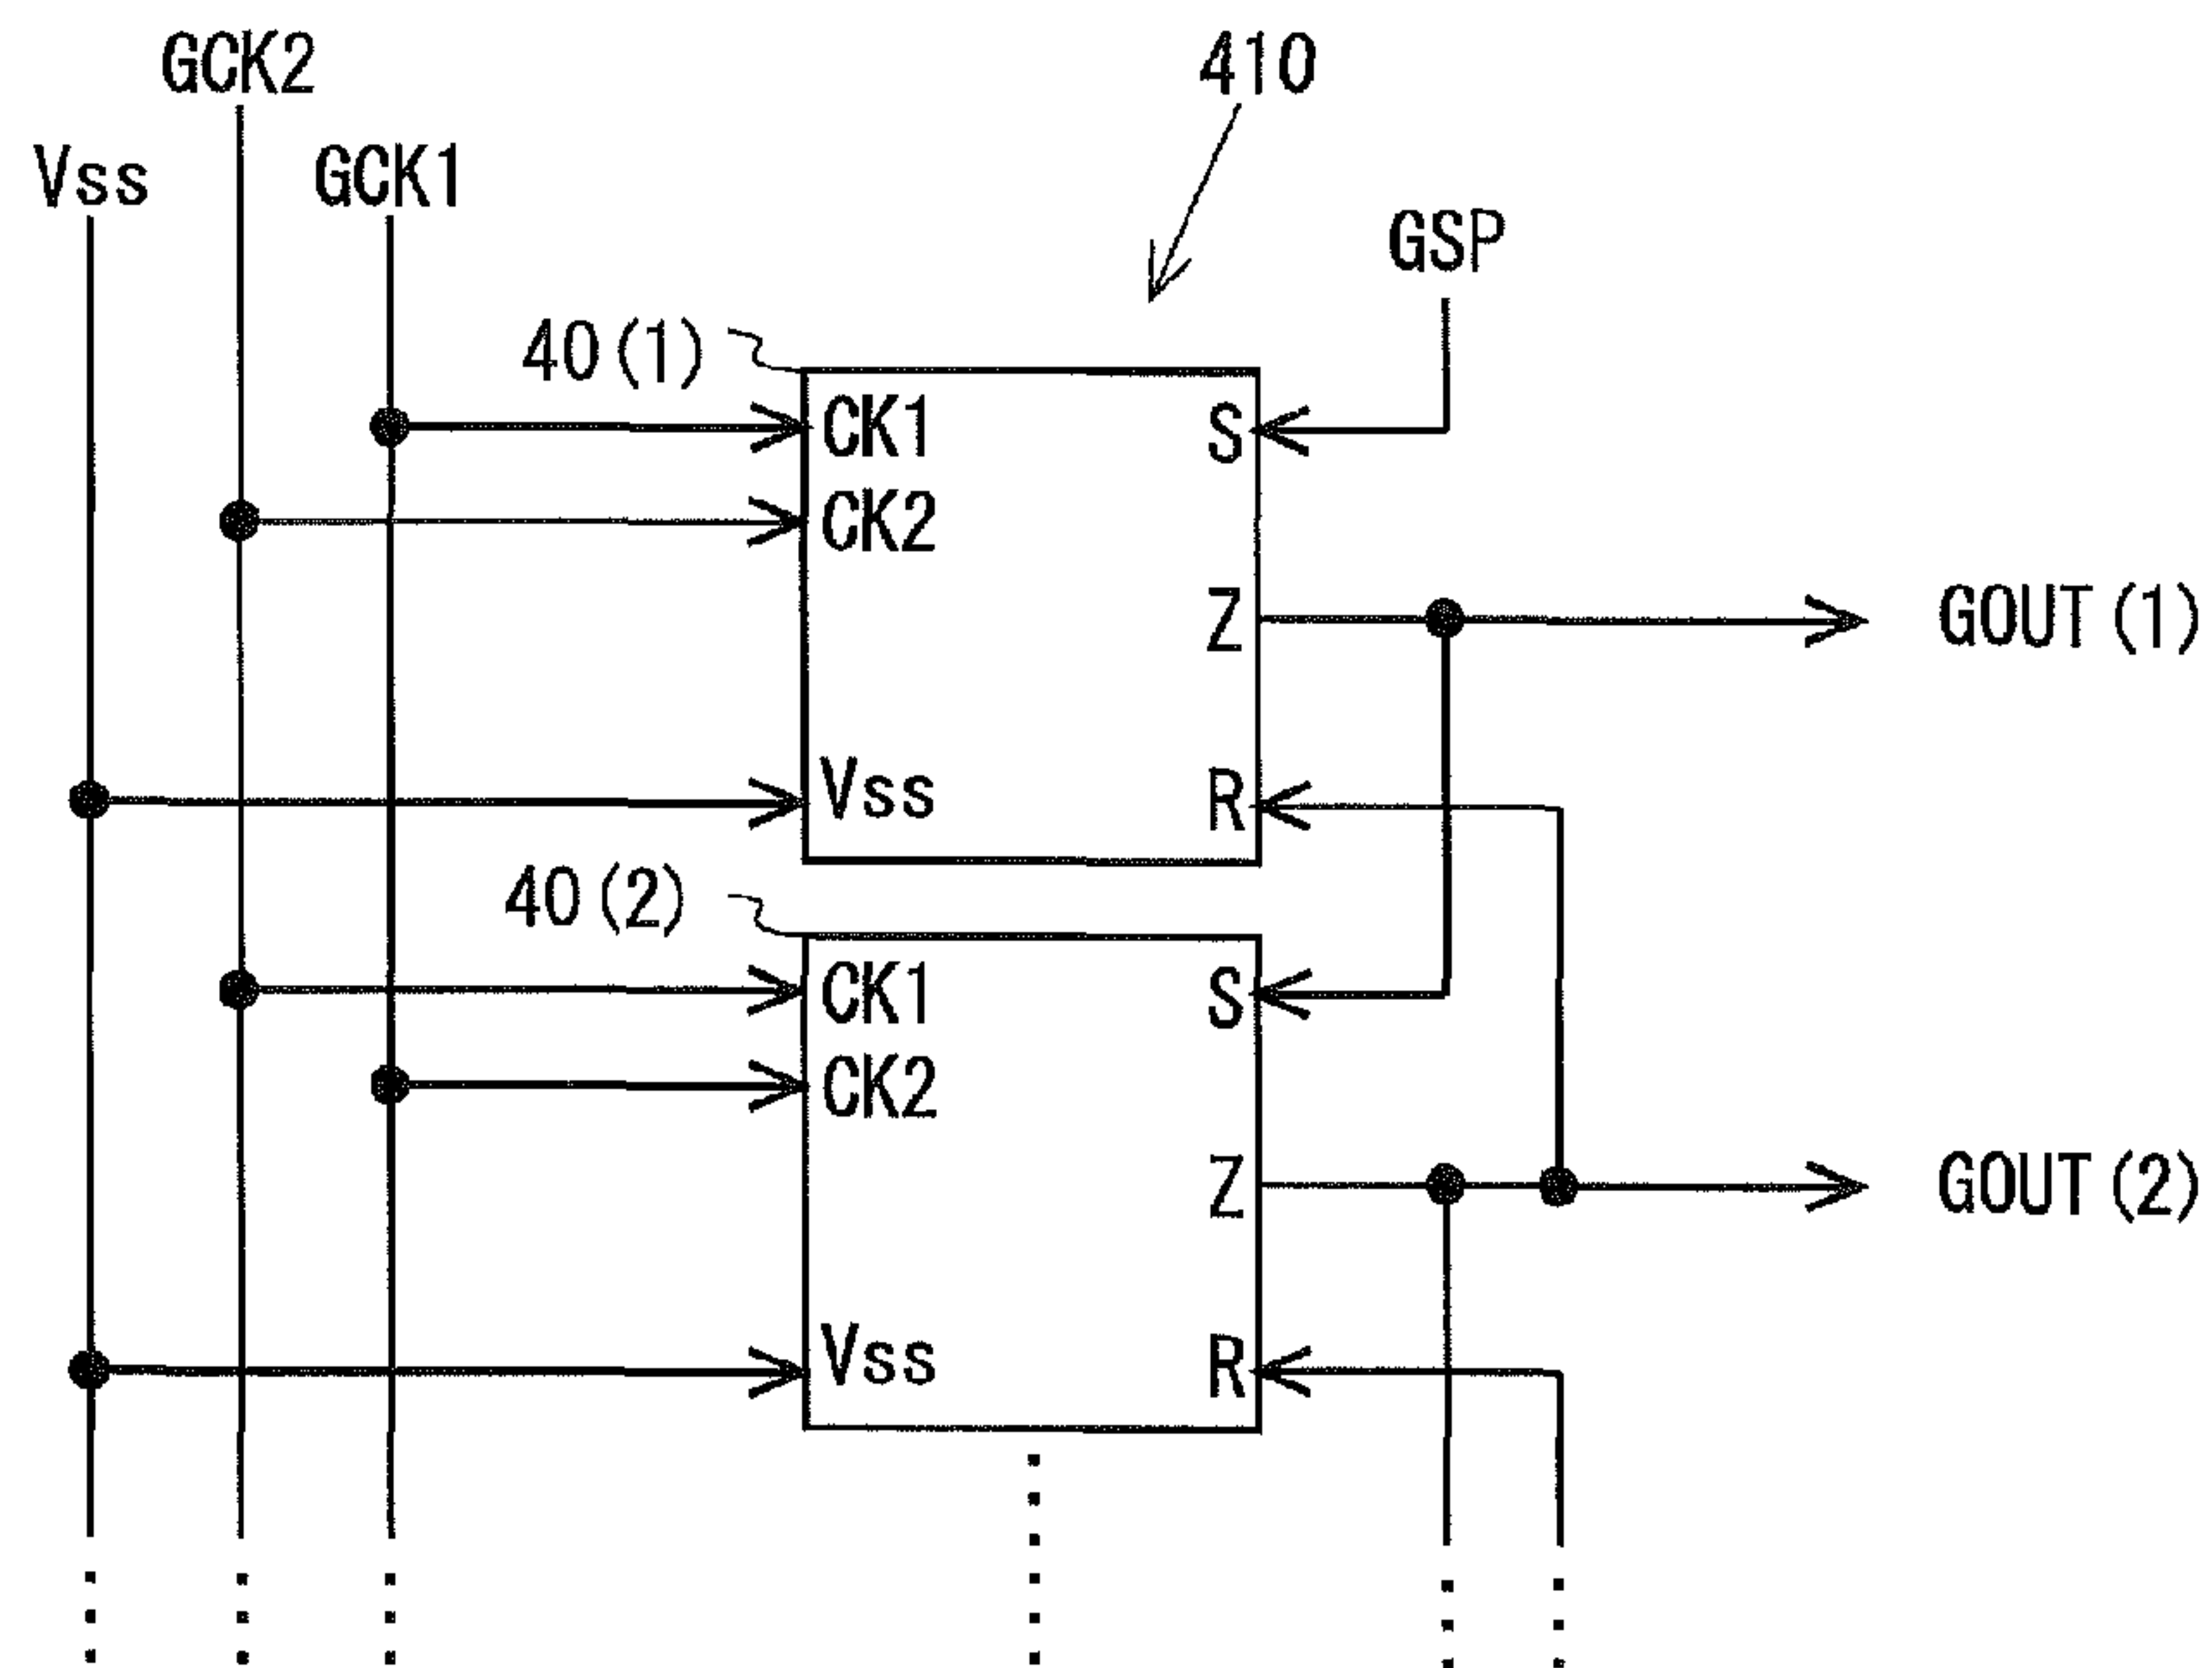 GCK2
410
Vss
GCK1
GSP
40(1)
CK1
S
CK2
Z
GOUT(1)
Vss
R
40(2)
CK1
S
CK2
Z
GOUT(2)
Vss
R